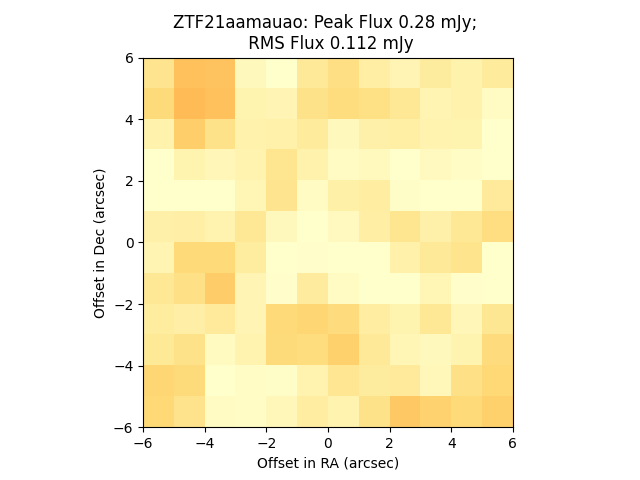 ZTF21aamauao: Peak Flux 0.28 mJy;
RMS Flux 0.112 mJy
6
4
2
0
−2
−4
−6
Offset in Dec (arcsec)
−6 −4 −2 0 2 4 6
Offset in RA (arcsec)